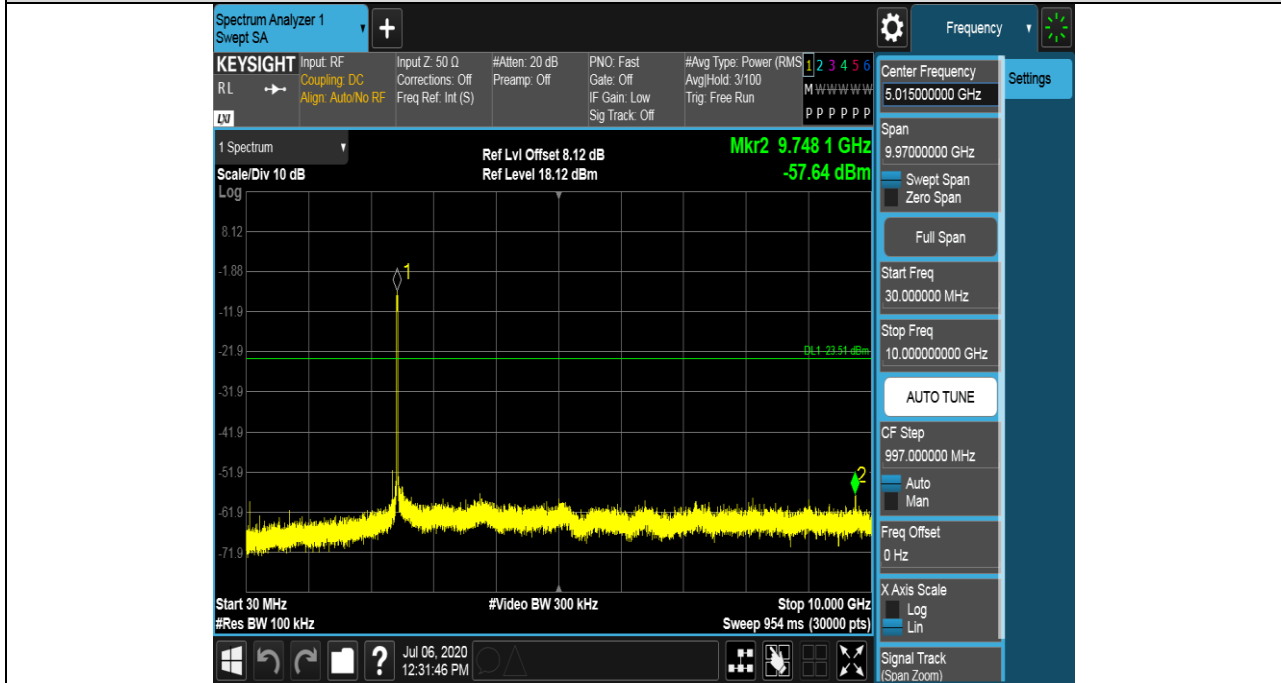 Spectrum Analyzer 1
Swept SA
+
Frequency
KEYSIGHT
RL
LXI
Input: RF
Coupling: DC
Align: Auto/No RF
Input Z: 50 Ω
Corrections: Off
Freq Ref: Int (S)
#Atten: 20 dB
Preamp: Off
PNO: Fast
Gate: Off
IF Gain: Low
Sig Track: Off
#Avg Type: Power (RMS
Avg|Hold: 3/100
Trig: Free Run
1 2 3 4 5 6
M W W W W W
P P P P P P
1 Spectrum
Scale/Div 10 dB
Ref Lvl Offset 8.12 dB
Ref Level 18.12 dBm
Mkr2 9.748 1 GHz
-57.64 dBm
Log
8.12
-1.88
-11.9
-21.9
-31.9
-41.9
-51.9
-61.9
-71.9
1
DL1 -23.51 dBm
2
Start 30 MHz
#Res BW 100 kHz
#Video BW 300 kHz
Stop 10.000 GHz
Sweep 954 ms (30000 pts)
?
Jul 06, 2020
12:31:46 PM
Center Frequency
5.015000000 GHz
Settings
Span
9.97000000 GHz
Swept Span
Zero Span
Full Span
Start Freq
30.000000 MHz
Stop Freq
10.000000000 GHz
AUTO TUNE
CF Step
997.000000 MHz
Auto
Man
Freq Offset
0 Hz
X Axis Scale
Log
Lin
Signal Track
(Span Zoom)